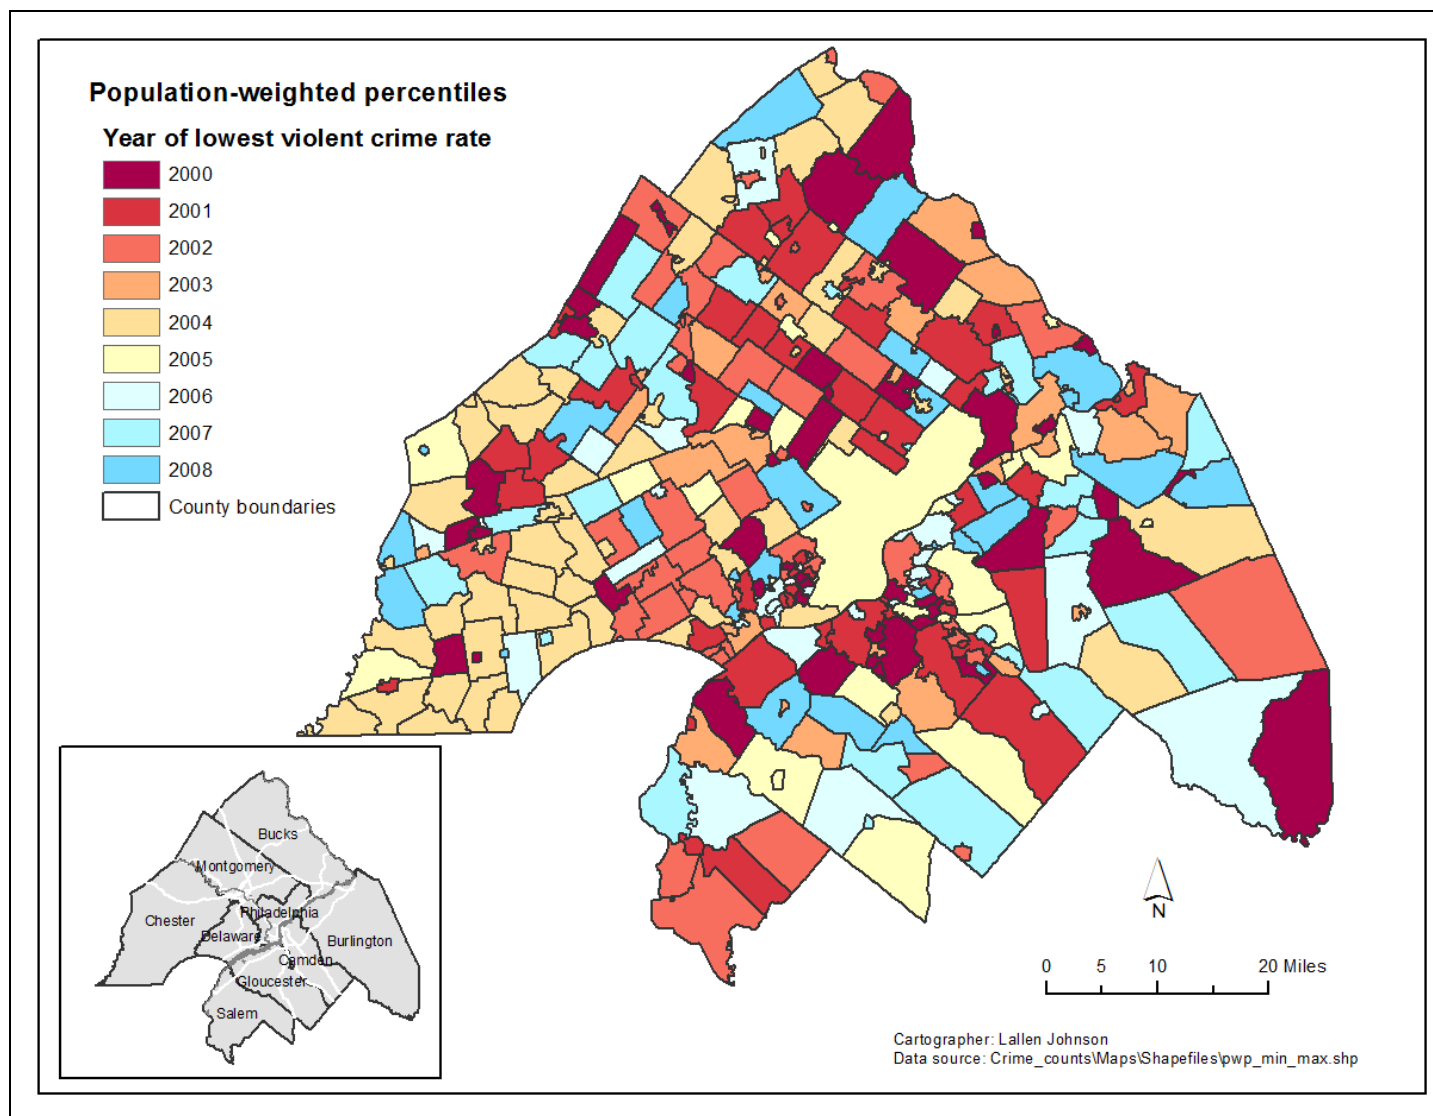 Population-weighted percentiles
Year of lowest violent crime rate
2000
2001
2002
2003
2004
2005
2006
2007
2008
County boundaries
Bucks
Montgomery
Philadelphia
Chester
Delaware
Burlington
Camden
Gloucester
Salem
N
0 5 10 20 Miles
Cartographer: Lallen Johnson
Data source: Crime_counts\Maps\Shapefiles\pwp_min_max.shp